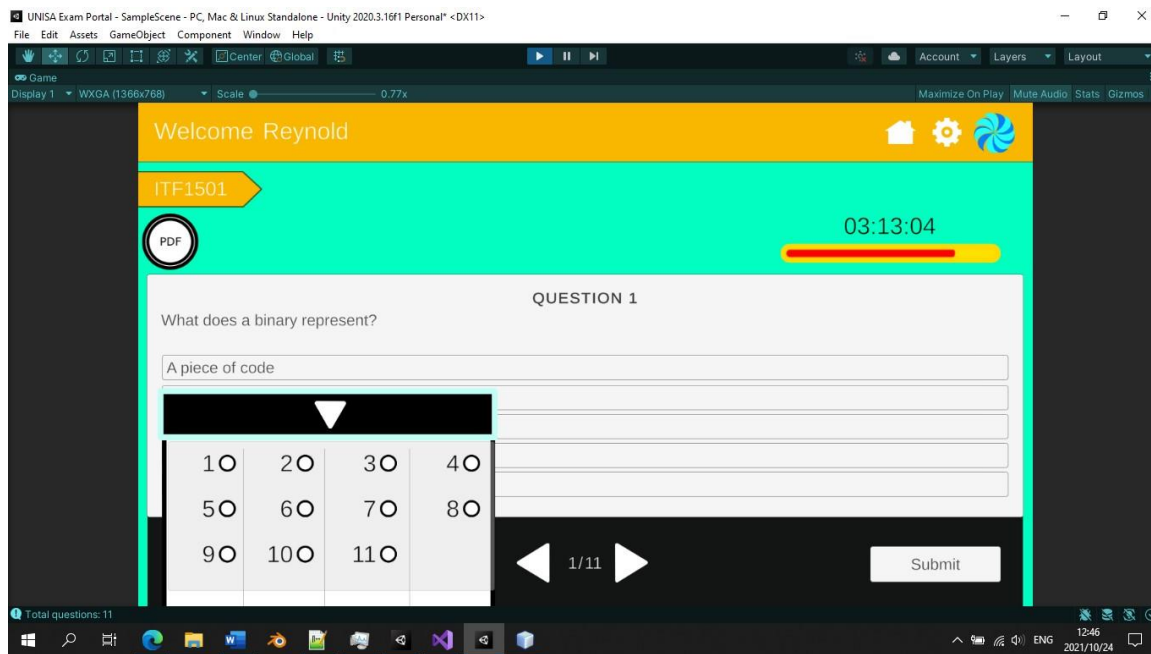 UNISA Exam Portal - SampleScene - PC, Mac & Linux Standalone - Unity 2020.3.16f1 Personal* <DX11>
File Edit Assets GameObject Component Window Help
Center Global Account Layers Layout
Game
Display 1 WXGA (1366x768) Scale 0.77x Maximize On Play Mute Audio Stats Gizmos
Welcome Reynold
ITF1501
PDF
03:13:04
QUESTION 1
What does a binary represent?
A piece of code
1 2 3 4
5 6 7 8
9 10 11
1/11
Submit
Total questions: 11
ENG
12:46
2021/10/24